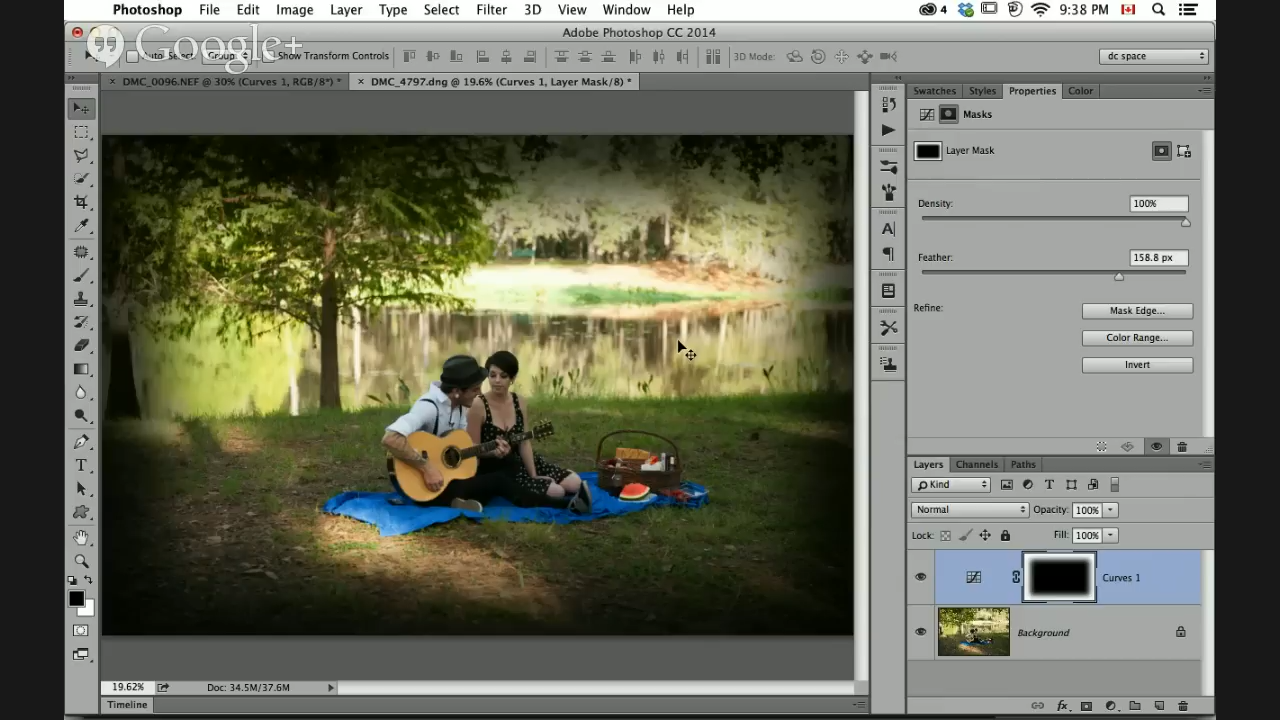 Photoshop File Edit Image Layer Type Select Filter 3D View Window Help 4 9:38 PM
Adobe Photoshop CC 2014
Google+
Auto-Select: Group Show Transform Controls 3D Mode: dc space
× DMC_0096.NEF @ 30% (Curves 1, RGB/8*) * × DMC_4797.dng @ 19.6% (Curves 1, Layer Mask/8) *
Swatches Styles Properties Color
Masks
Layer Mask
Density: 100%
Feather: 158.8 px
Refine: Mask Edge...
Color Range...
Invert
Layers Channels Paths
Kind
Normal Opacity: 100%
Lock: Fill: 100%
Curves 1
Background
19.62% Doc: 34.5M/37.6M
Timeline